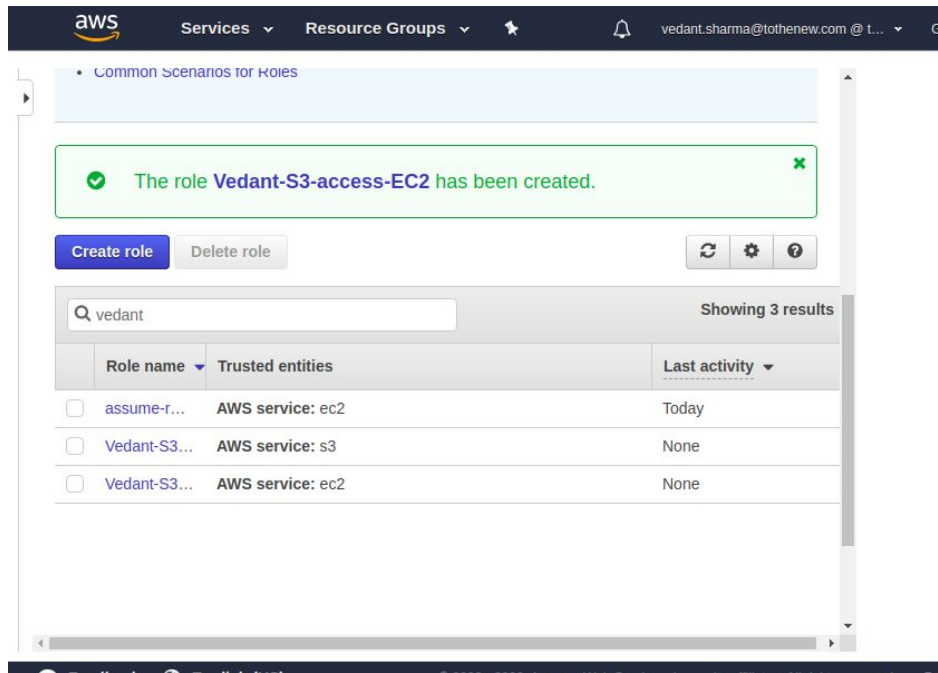 aws
Services
Resource Groups
vedant.sharma@tothenew.com @ t...
Common Scenarios for Roles
The role Vedant-S3-access-EC2 has been created.
Create role
Delete role
vedant
Showing 3 results
Role name
Trusted entities
Last activity
assume-r...
AWS service: ec2
Today
Vedant-S3...
AWS service: s3
None
Vedant-S3...
AWS service: ec2
None